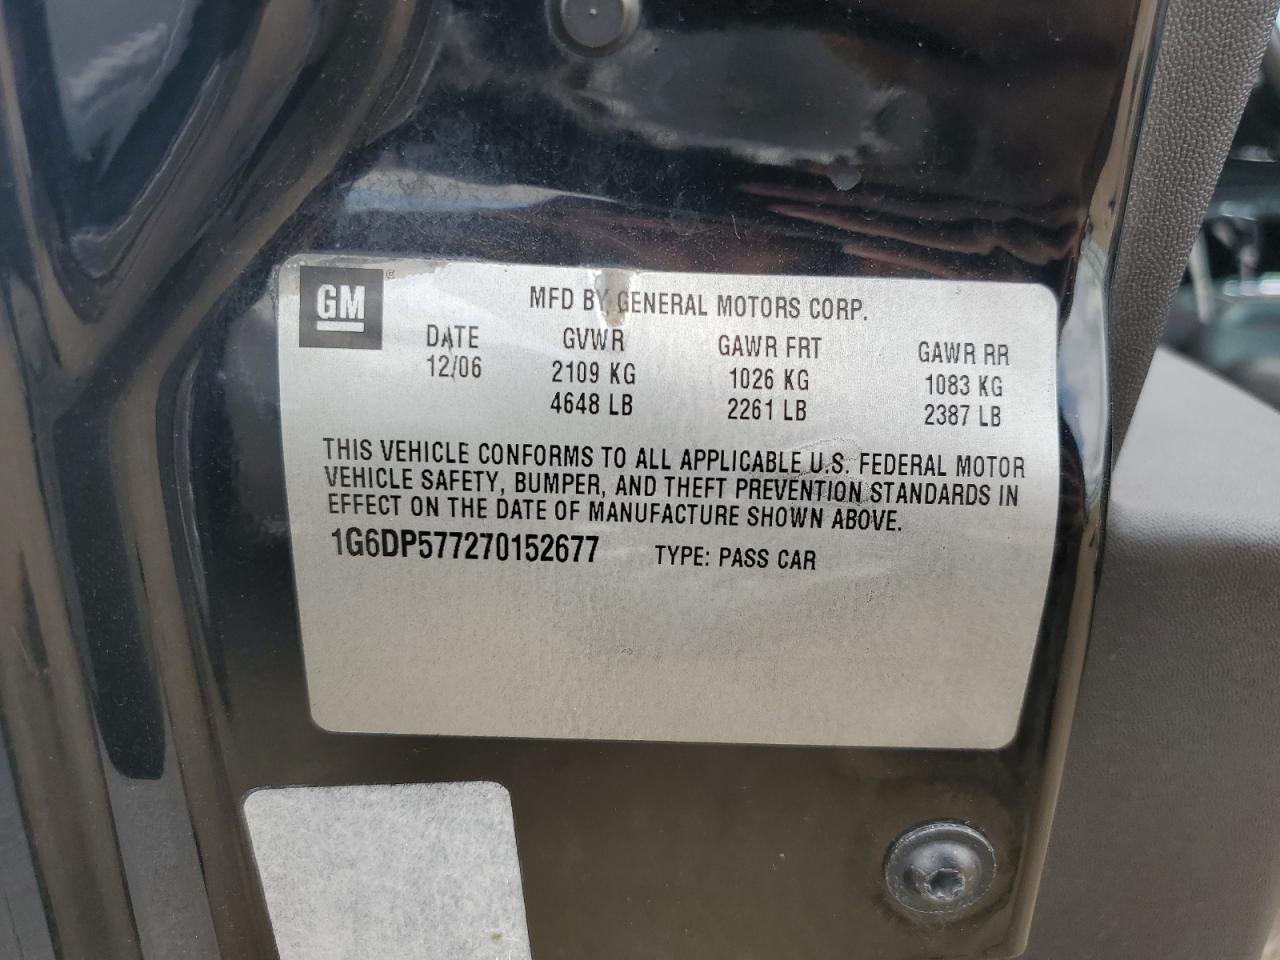 GM
MFD BY GENERAL MOTORS CORP.
DATE GVWR GAWR FRT GAWR RR
12/06 2109 KG 1026 KG 1083 KG
4648 LB 2261 LB 2387 LB
THIS VEHICLE CONFORMS TO ALL APPLICABLE U.S. FEDERAL MOTOR
VEHICLE SAFETY, BUMPER, AND THEFT PREVENTION STANDARDS IN
EFFECT ON THE DATE OF MANUFACTURE SHOWN ABOVE.
1G6DP577270152677 TYPE: PASS CAR